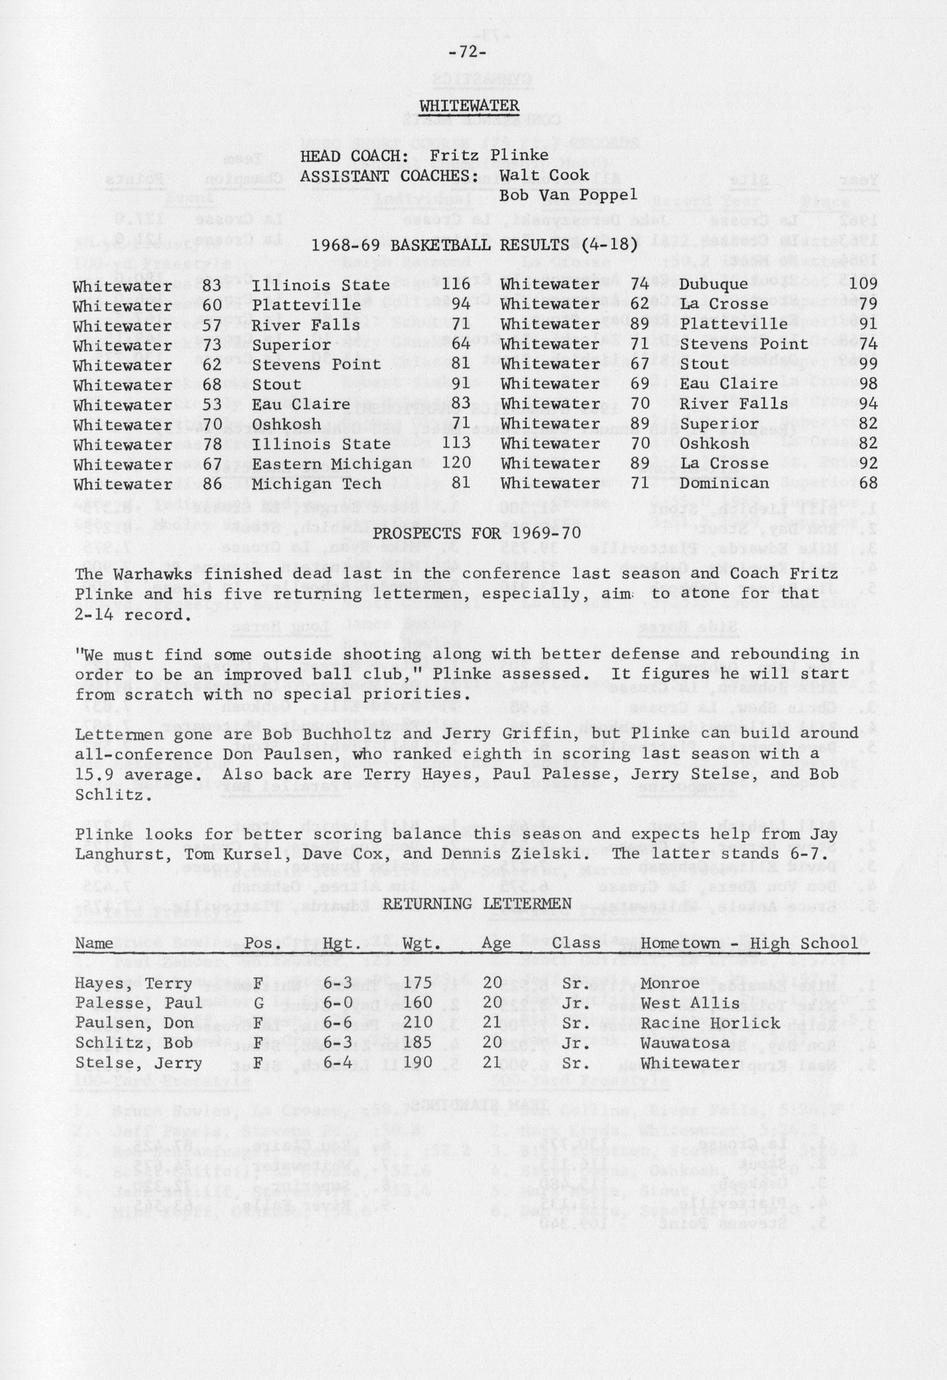 -72-
WHITEWATER
HEAD COACH: Fritz Plinke
ASSISTANT COACHES: Walt Cook
Bob Van Poppel
1968-69 BASKETBALL RESULTS (4-18)
Whitewater 83 Illinois State 116 Whitewater 74 Dubuque 109
Whitewater 60 Platteville 94 Whitewater 62 La Crosse 79
Whitewater 57 River Falls 71 Whitewater 89 Platteville 91
Whitewater 73 Superior 64 Whitewater 71 Stevens Point 74
Whitewater 62 Stevens Point 81 Whitewater 67 Stout 99
Whitewater 68 Stout 91 Whitewater 69 Eau Claire 98
Whitewater 53 Eau Claire 83 Whitewater 70 River Falls 94
Whitewater 70 Oshkosh 71 Whitewater 89 Superior 82
Whitewater 78 Illinois State 113 Whitewater 70 Oshkosh 82
Whitewater 67 Eastern Michigan 120 Whitewater 89 La Crosse 92
Whitewater 86 Michigan Tech 81 Whitewater 71 Dominican 68
PROSPECTS FOR 1969-70
The Warhawks finished dead last in the conference last season and Coach Fritz
Plinke and his five returning lettermen, especially, aim to atone for that
2-14 record.
"We must find some outside shooting along with better defense and rebounding in
order to be an improved ball club," Plinke assessed. It figures he will start
from scratch with no special priorities.
Lettermen gone are Bob Buchholtz and Jerry Griffin, but Plinke can build around
all-conference Don Paulsen, who ranked eighth in scoring last season with a
15.9 average. Also back are Terry Hayes, Paul Palesse, Jerry Stelse, and Bob
Schlitz.
Plinke looks for better scoring balance this season and expects help from Jay
Langhurst, Tom Kursel, Dave Cox, and Dennis Zielski. The latter stands 6-7.
RETURNING LETTERMEN
Name Pos. Hgt. Wgt. Age Class Hometown - High School
Hayes, Terry F 6-3 175 20 Sr. Monroe
Palesse, Paul G 6-0 160 20 Jr. West Allis
Paulsen, Don F 6-6 210 21 Sr. Racine Horlick
Schlitz, Bob F 6-3 185 20 Jr. Wauwatosa
Stelse, Jerry F 6-4 190 21 Sr. Whitewater